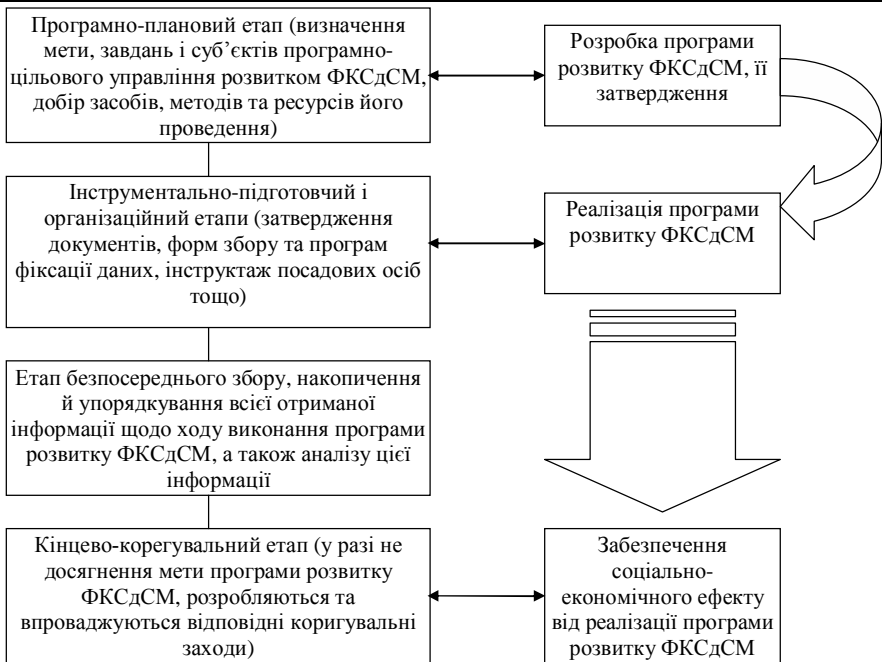 Програмно-плановий етап (визначення
мети, завдань і суб’єктів програмно-
цільового управління розвитком ФКСдСМ,
добір засобів, методів та ресурсів його
проведення)
Розробка програми
розвитку ФКСдСМ, її
затвердження
Інструментально-підготовчий і
організаційний етапи (затвердження
документів, форм збору та програм
фіксації даних, інструктаж посадових осіб
тощо)
Реалізація програми
розвитку ФКСдСМ
Етап безпосереднього збору, накопичення
й упорядкування всієї отриманої
інформації щодо ходу виконання програми
розвитку ФКСдСМ, а також аналізу цієї
інформації
Кінцево-корегувальний етап (у разі не
досягнення мети програми розвитку
ФКСдСМ, розробляються та
впроваджуються відповідні коригувальні
заходи)
Забезпечення
соціально-
економічного ефекту
від реалізації програми
розвитку ФКСдСМ